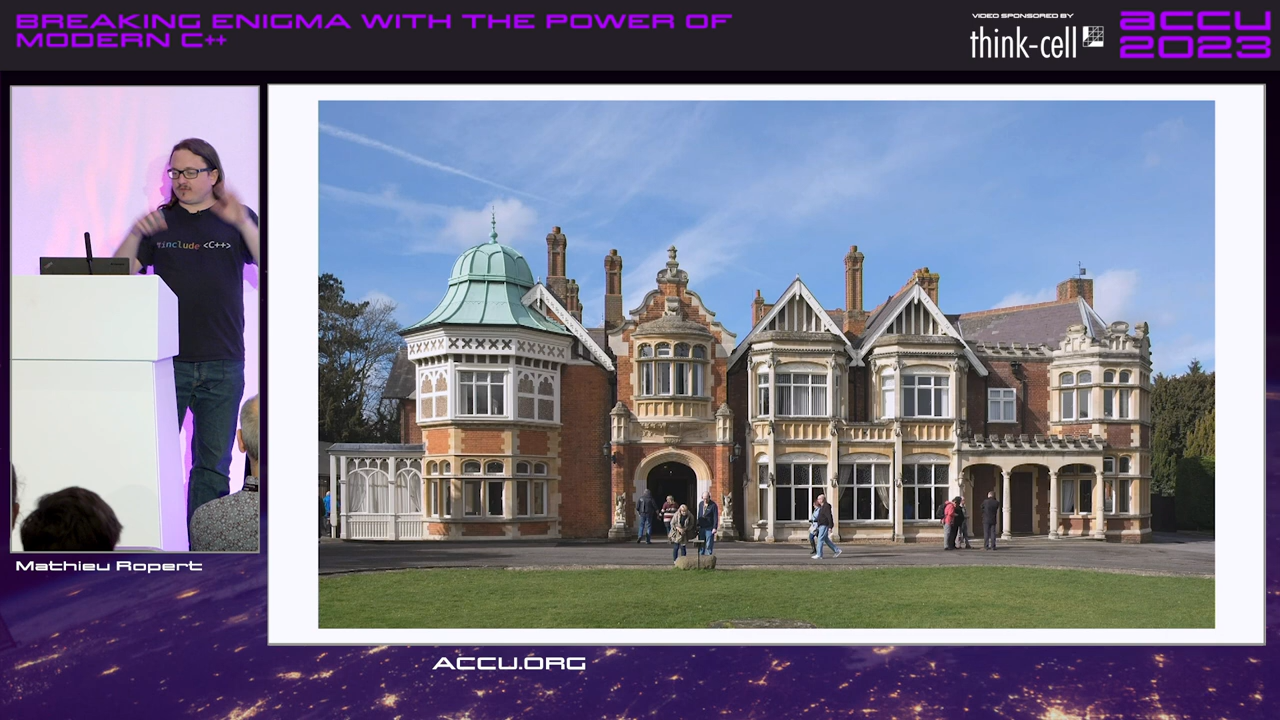 BREAKING ENIGMA WITH THE POWER OF
MODERN C++
VIDEO SPONSORED BY
think-cell
ACCU
2023
#include <C++>
Mathieu Ropert
ACCU.ORG